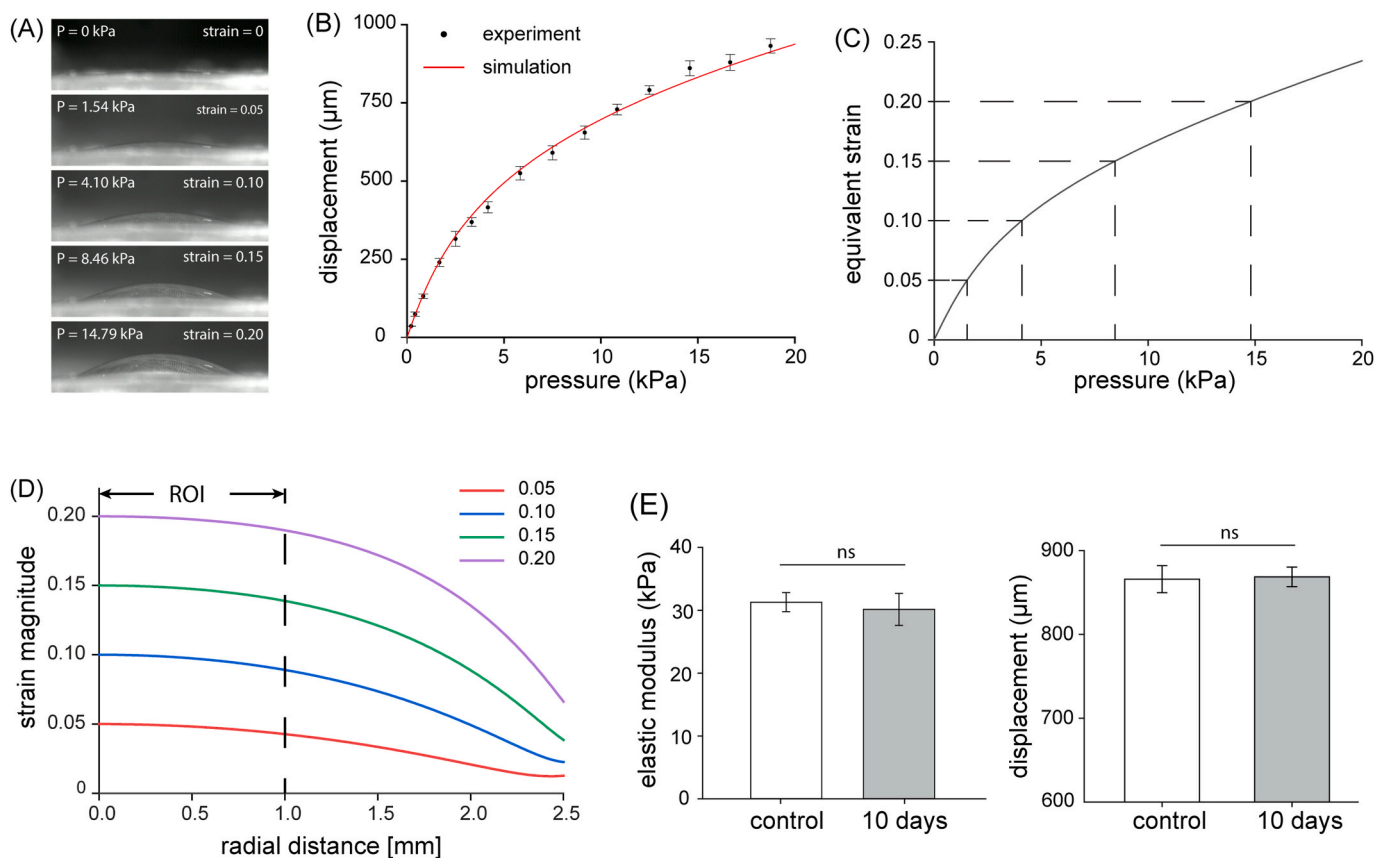 (A)
P = 0 kPa strain = 0
P = 1.54 kPa strain = 0.05
P = 4.10 kPa strain = 0.10
P = 8.46 kPa strain = 0.15
P = 14.79 kPa strain = 0.20
(B)
1000
750
500
250
0
displacement (μm)
experiment
simulation
0 5 10 15 20
pressure (kPa)
(C)
0.25
0.20
0.15
0.10
0.05
0
equivalent strain
0 5 10 15 20
pressure (kPa)
(D)
ROI
0.05
0.10
0.15
0.20
0.20
0.15
0.10
0.05
0
strain magnitude
0.0 0.5 1.0 1.5 2.0 2.5
radial distance [mm]
(E)
40
30
20
10
0
elastic modulus (kPa)
ns
control 10 days
900
800
700
600
displacement (μm)
ns
control 10 days